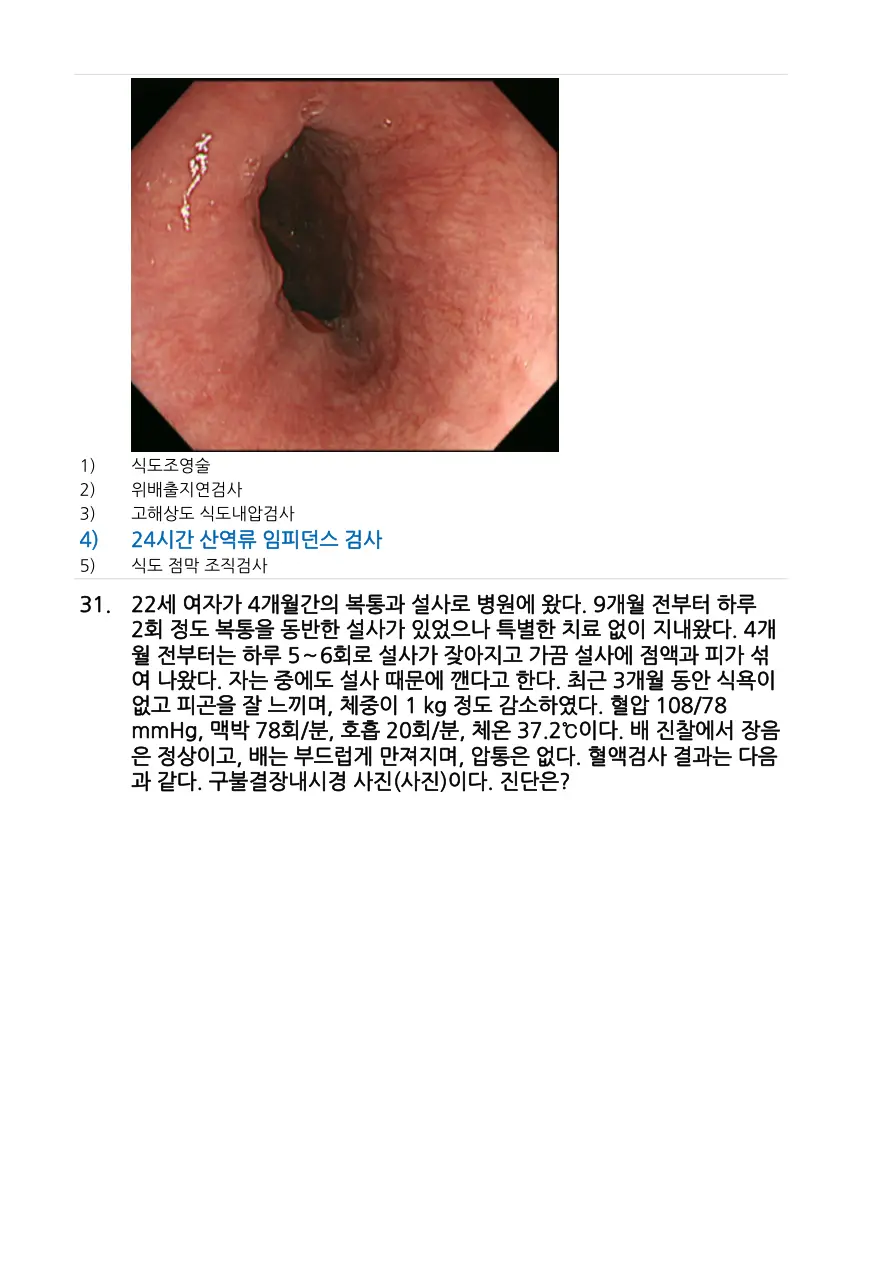 1) 식도조영술
2) 위배출지연검사
3) 고해상도 식도내압검사
4) 24시간 산역류 임피던스 검사
5) 식도 점막 조직검사
31. 22세 여자가 4개월간의 복통과 설사로 병원에 왔다. 9개월 전부터 하루
2회 정도 복통을 동반한 설사가 있었으나 특별한 치료 없이 지내왔다. 4개
월 전부터는 하루 5~6회로 설사가 잦아지고 가끔 설사에 점액과 피가 섞
여 나왔다. 자는 중에도 설사 때문에 깬다고 한다. 최근 3개월 동안 식욕이
없고 피곤을 잘 느끼며, 체중이 1 kg 정도 감소하였다. 혈압 108/78
mmHg, 맥박 78회/분, 호흡 20회/분, 체온 37.2℃이다. 배 진찰에서 장음
은 정상이고, 배는 부드럽게 만져지며, 압통은 없다. 혈액검사 결과는 다음
과 같다. 구불결장내시경 사진(사진)이다. 진단은?